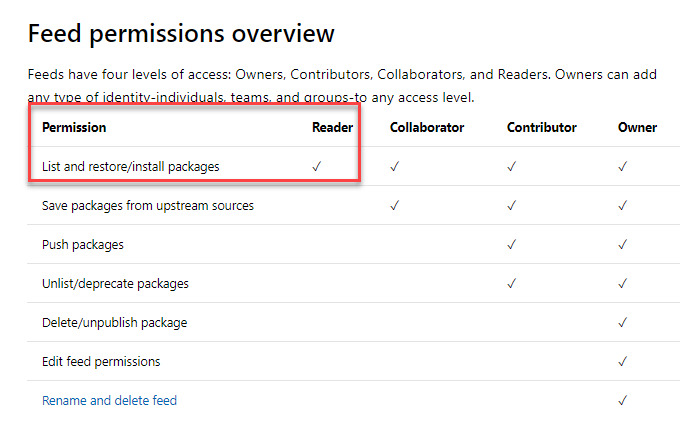 Feed permissions overview
Feeds have four levels of access: Owners, Contributors, Collaborators, and Readers. Owners can add
any type of identity-individuals, teams, and groups-to any access level.
Permission Reader Collaborator Contributor Owner
List and restore/install packages ✓ ✓ ✓ ✓
Save packages from upstream sources ✓ ✓ ✓
Push packages ✓ ✓
Unlist/deprecate packages ✓ ✓
Delete/unpublish package ✓
Edit feed permissions ✓
Rename and delete feed ✓